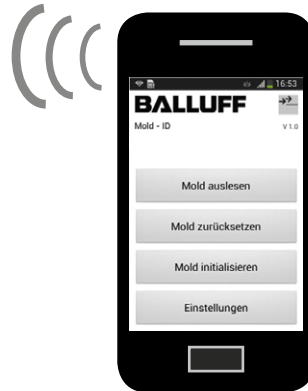 16:53
BALLUFF
Mold - ID V 1.0
Mold auslesen
Mold zurücksetzen
Mold initialisieren
Einstellungen